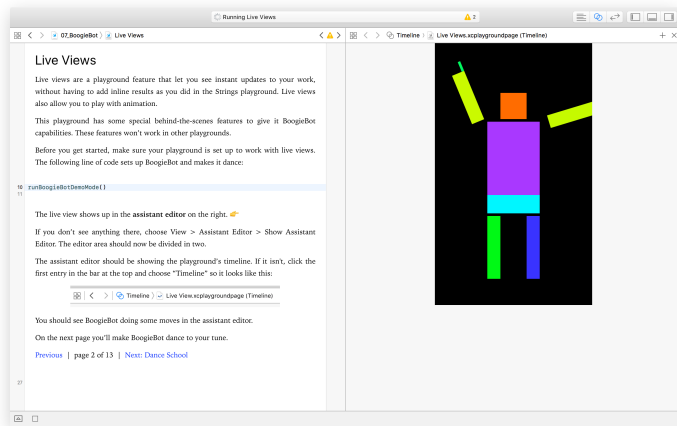 Running Live Views
2
07_BoogieBot
Live Views
Timeline
Live Views.xcplaygroundpage (Timeline)
Live Views
Live views are a playground feature that let you see instant updates to your work,
without having to add inline results as you did in the Strings playground. Live views
also allow you to play with animation.
This playground has some special behind-the-scenes features to give it BoogieBot
capabilities. These features won't work in other playgrounds.
Before you get started, make sure your playground is set up to work with live views.
The following line of code sets up BoogieBot and makes it dance:
10 runBoogieBotDemoMode()
11
The live view shows up in the assistant editor on the right. 👉
If you don't see anything there, choose View > Assistant Editor > Show Assistant
Editor. The editor area should now be divided in two.
The assistant editor should be showing the playground's timeline. If it isn't, click the
first entry in the bar at the top and choose "Timeline" so it looks like this:
Timeline
Live View.xcplaygroundpage (Timeline)
You should see BoogieBot doing some moves in the assistant editor.
On the next page you'll make BoogieBot dance to your tune.
Previous | page 2 of 13 | Next: Dance School
27